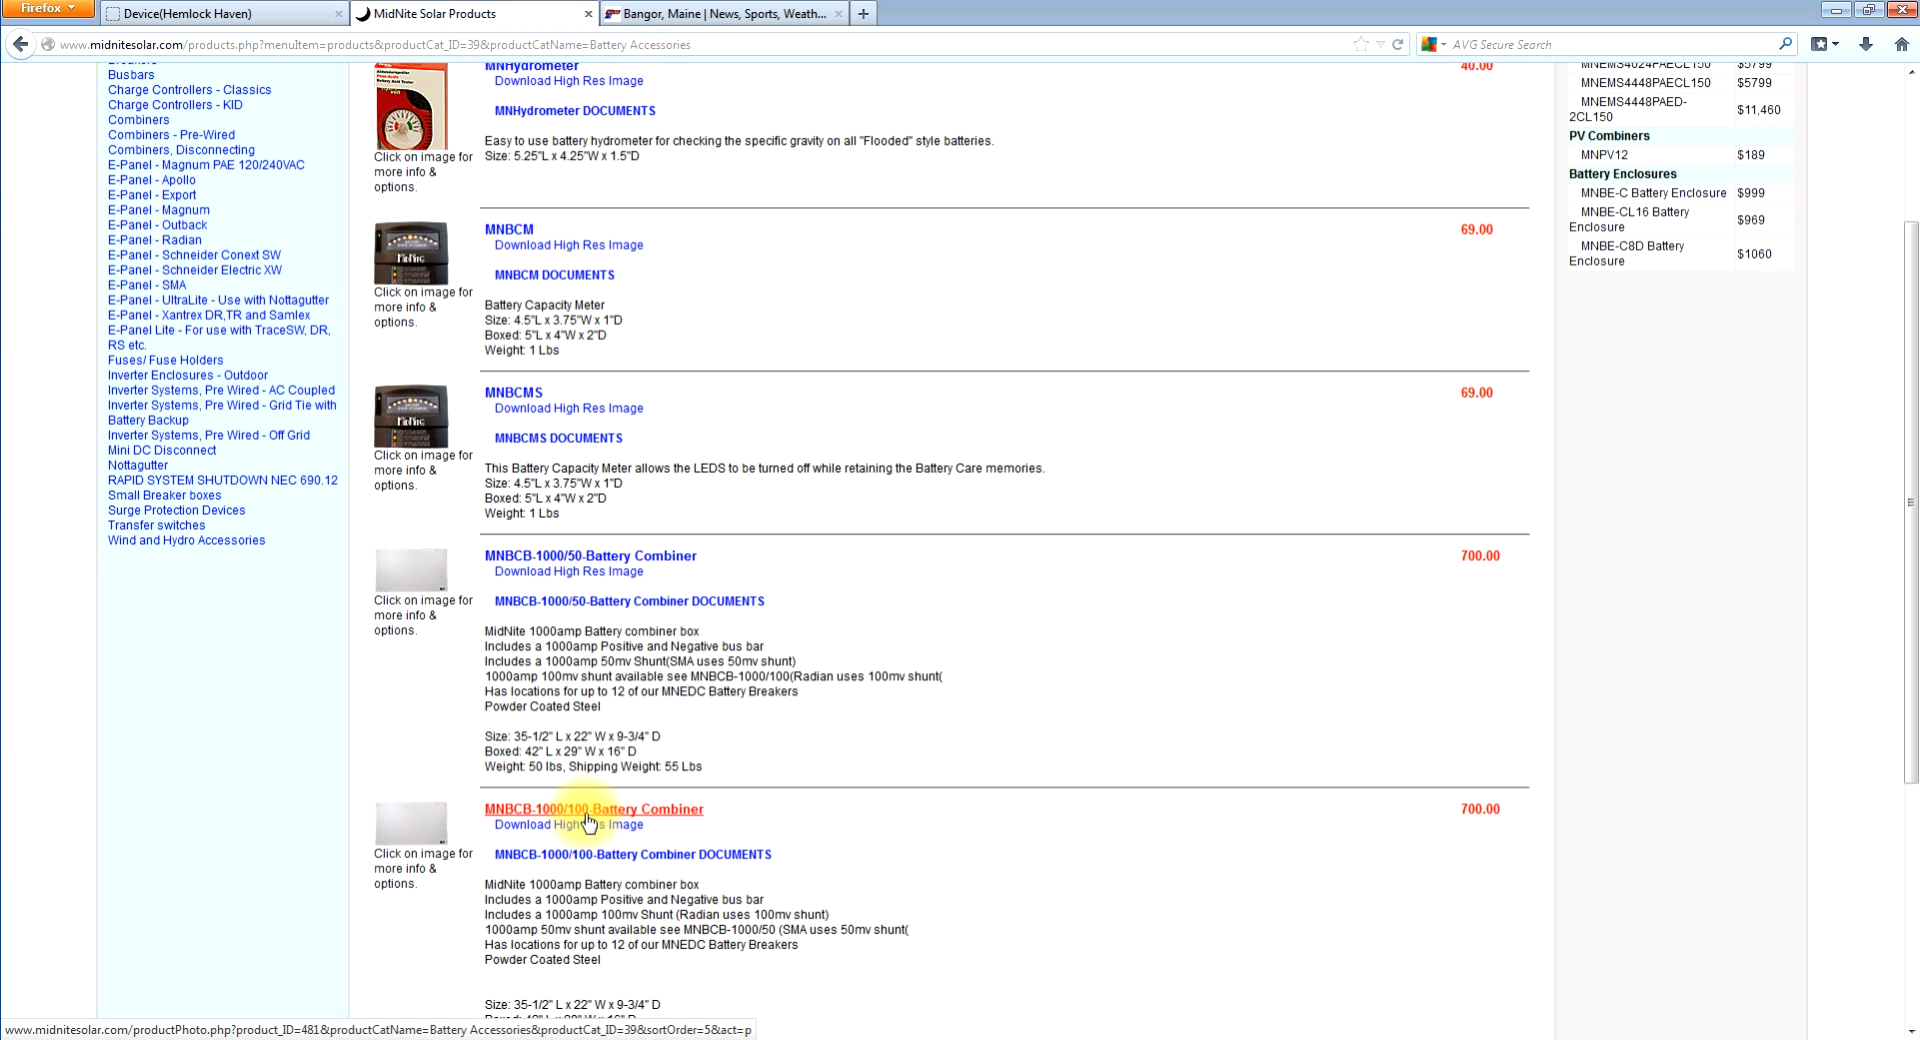 Firefox
Device(Hemlock Haven)
MidNite Solar Products
Bangor, Maine | News, Sports, Weath...
www.midnitesolar.com/products.php?menuItem=products&productCat_ID=39&productCatName=Battery Accessories
AVG Secure Search
Breakers
Busbars
Charge Controllers - Classics
Charge Controllers - KID
Combiners
Combiners - Pre-Wired
Combiners, Disconnecting
E-Panel - Magnum PAE 120/240VAC
E-Panel - Apollo
E-Panel - Export
E-Panel - Magnum
E-Panel - Outback
E-Panel - Radian
E-Panel - Schneider Conext SW
E-Panel - Schneider Electric XW
E-Panel - SMA
E-Panel - UltraLite - Use with Nottagutter
E-Panel - Xantrex DR,TR and Samlex
E-Panel Lite - For use with TraceSW, DR,
RS etc.
Fuses/ Fuse Holders
Inverter Enclosures - Outdoor
Inverter Systems, Pre Wired - AC Coupled
Inverter Systems, Pre Wired - Grid Tie with
Battery Backup
Inverter Systems, Pre Wired - Off Grid
Mini DC Disconnect
Nottagutter
RAPID SYSTEM SHUTDOWN NEC 690.12
Small Breaker boxes
Surge Protection Devices
Transfer switches
Wind and Hydro Accessories
MNHydrometer 40.00
Download High Res Image
MNHydrometer DOCUMENTS
Easy to use battery hydrometer for checking the specific gravity on all "Flooded" style batteries.
Size: 5.25"L x 4.25"W x 1.5"D
Click on image for
more info &
options.
MNBCM 69.00
Download High Res Image
MNBCM DOCUMENTS
MidNite
Click on image for
more info &
options.
Battery Capacity Meter
Size: 4.5"L x 3.75"W x 1"D
Boxed: 5"L x 4"W x 2"D
Weight: 1 Lbs
MNBCMS 69.00
Download High Res Image
MNBCMS DOCUMENTS
MidNite
Click on image for
more info &
options.
This Battery Capacity Meter allows the LEDS to be turned off while retaining the Battery Care memories.
Size: 4.5"L x 3.75"W x 1"D
Boxed: 5"L x 4"W x 2"D
Weight: 1 Lbs
MNBCB-1000/50-Battery Combiner 700.00
Download High Res Image
MNBCB-1000/50-Battery Combiner DOCUMENTS
Click on image for
more info &
options.
MidNite 1000amp Battery combiner box
Includes a 1000amp Positive and Negative bus bar
Includes a 1000amp 50mv Shunt(SMA uses 50mv shunt)
1000amp 100mv shunt available see MNBCB-1000/100(Radian uses 100mv shunt(
Has locations for up to 12 of our MNEDC Battery Breakers
Powder Coated Steel
Size: 35-1/2" L x 22" W x 9-3/4" D
Boxed: 42" L x 29" W x 16" D
Weight: 50 lbs, Shipping Weight: 55 Lbs
MNBCB-1000/100-Battery Combiner 700.00
Download High Res Image
MNBCB-1000/100-Battery Combiner DOCUMENTS
Click on image for
more info &
options.
MidNite 1000amp Battery combiner box
Includes a 1000amp Positive and Negative bus bar
Includes a 1000amp 100mv Shunt (Radian uses 100mv shunt)
1000amp 50mv shunt available see MNBCB-1000/50 (SMA uses 50mv shunt(
Has locations for up to 12 of our MNEDC Battery Breakers
Powder Coated Steel
Size: 35-1/2" L x 22" W x 9-3/4" D
MNEMS4024PAECL150 $5799
MNEMS4448PAECL150 $5799
MNEMS4448PAED-
2CL150 $11,460
PV Combiners
MNPV12 $189
Battery Enclosures
MNBE-C Battery Enclosure $999
MNBE-CL16 Battery
Enclosure $969
MNBE-C8D Battery
Enclosure $1060
www.midnitesolar.com/productPhoto.php?product_ID=481&productCatName=Battery Accessories&productCat_ID=39&sortOrder=5&act=p